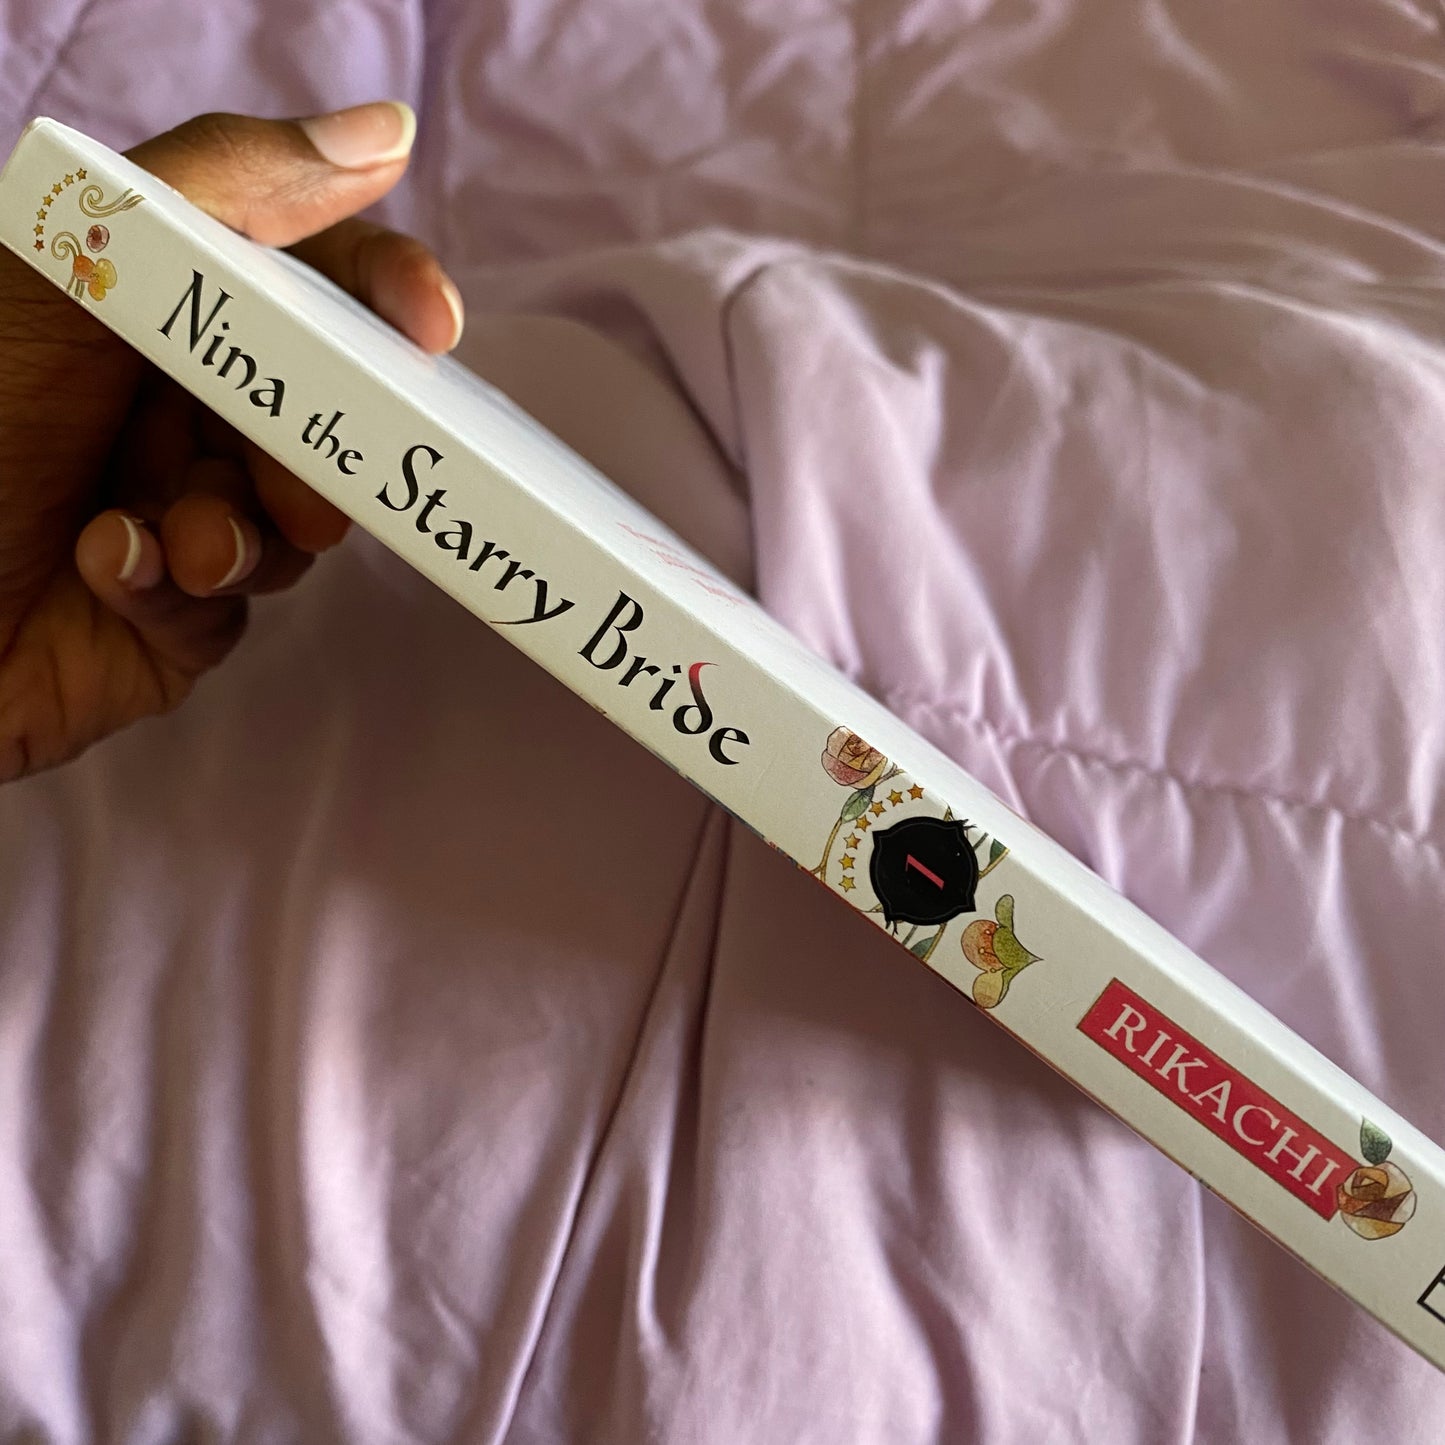 Nina the Starry Bride
1
RIKACHI